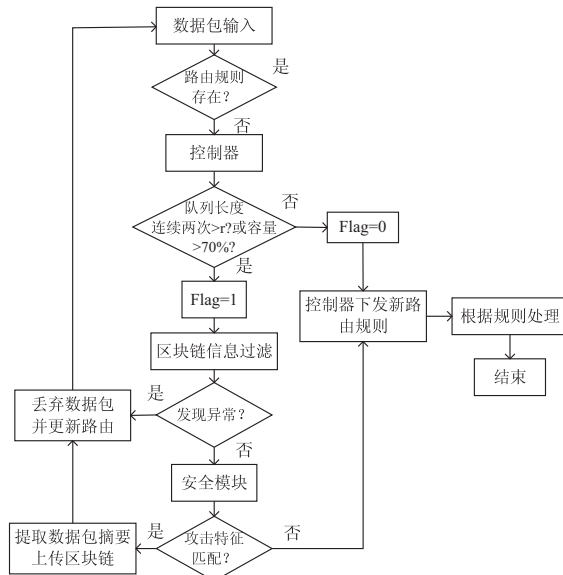 数据包输入
是
路由规则
存在?
否
控制器
队列长度
连续两次>r?或容量
>70%?
否
Flag=0
是
Flag=1
控制器下发新路
由规则
根据规则处理
区块链信息过滤
结束
丢弃数据包
并更新路由
是
发现异常?
否
安全模块
提取数据包摘要
上传区块链
是
攻击特征
匹配?
否